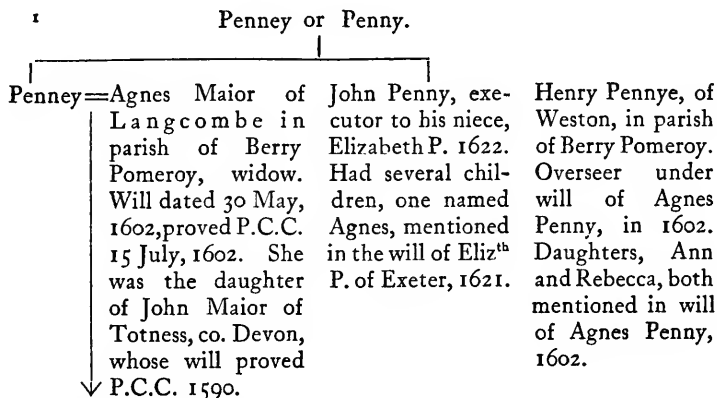 1
Penney or Penny.
Penney=Agnes Maior of
Langcombe in
parish of Berry
Pomeroy, widow.
Will dated 30 May,
1602,proved P.C.C.
15 July, 1602. She
was the daughter
of John Maior of
Totness, co. Devon,
whose will proved
P.C.C. 1590.
John Penny, exe-
cutor to his niece,
Elizabeth P. 1622.
Had several chil-
dren, one named
Agnes, mentioned
in the will of Elizth
P. of Exeter, 1621.
Henry Pennye, of
Weston, in parish
of Berry Pomeroy.
Overseer under
will of Agnes
Penny, in 1602.
Daughters, Ann
and Rebecca, both
mentioned in will
of Agnes Penny,
1602.